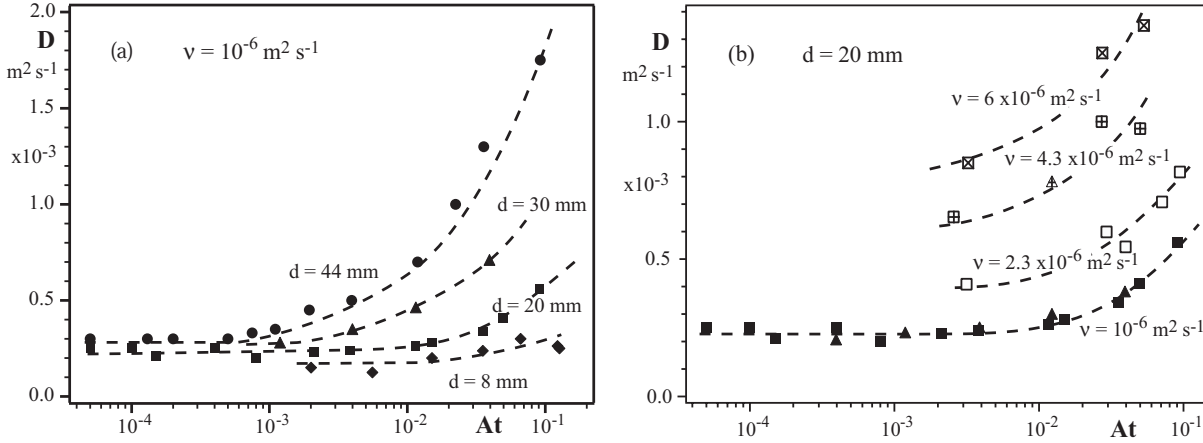 2.0
D
m² s⁻¹
1.5
x10⁻³
1.0
0.5
0.0
(a)
ν = 10⁻⁶ m² s⁻¹
d = 30 mm
d = 44 mm
d = 20 mm
d = 8 mm
10⁻⁴
10⁻³
10⁻²
At
10⁻¹
D
m² s⁻¹
1.0
x10⁻³
0.5
0.0
(b)
d = 20 mm
ν = 6 x10⁻⁶ m² s⁻¹
ν = 4.3 x10⁻⁶ m² s⁻¹
ν = 2.3 x10⁻⁶ m² s⁻¹
ν = 10⁻⁶ m² s⁻¹
10⁻⁴
10⁻³
10⁻²
At
10⁻¹